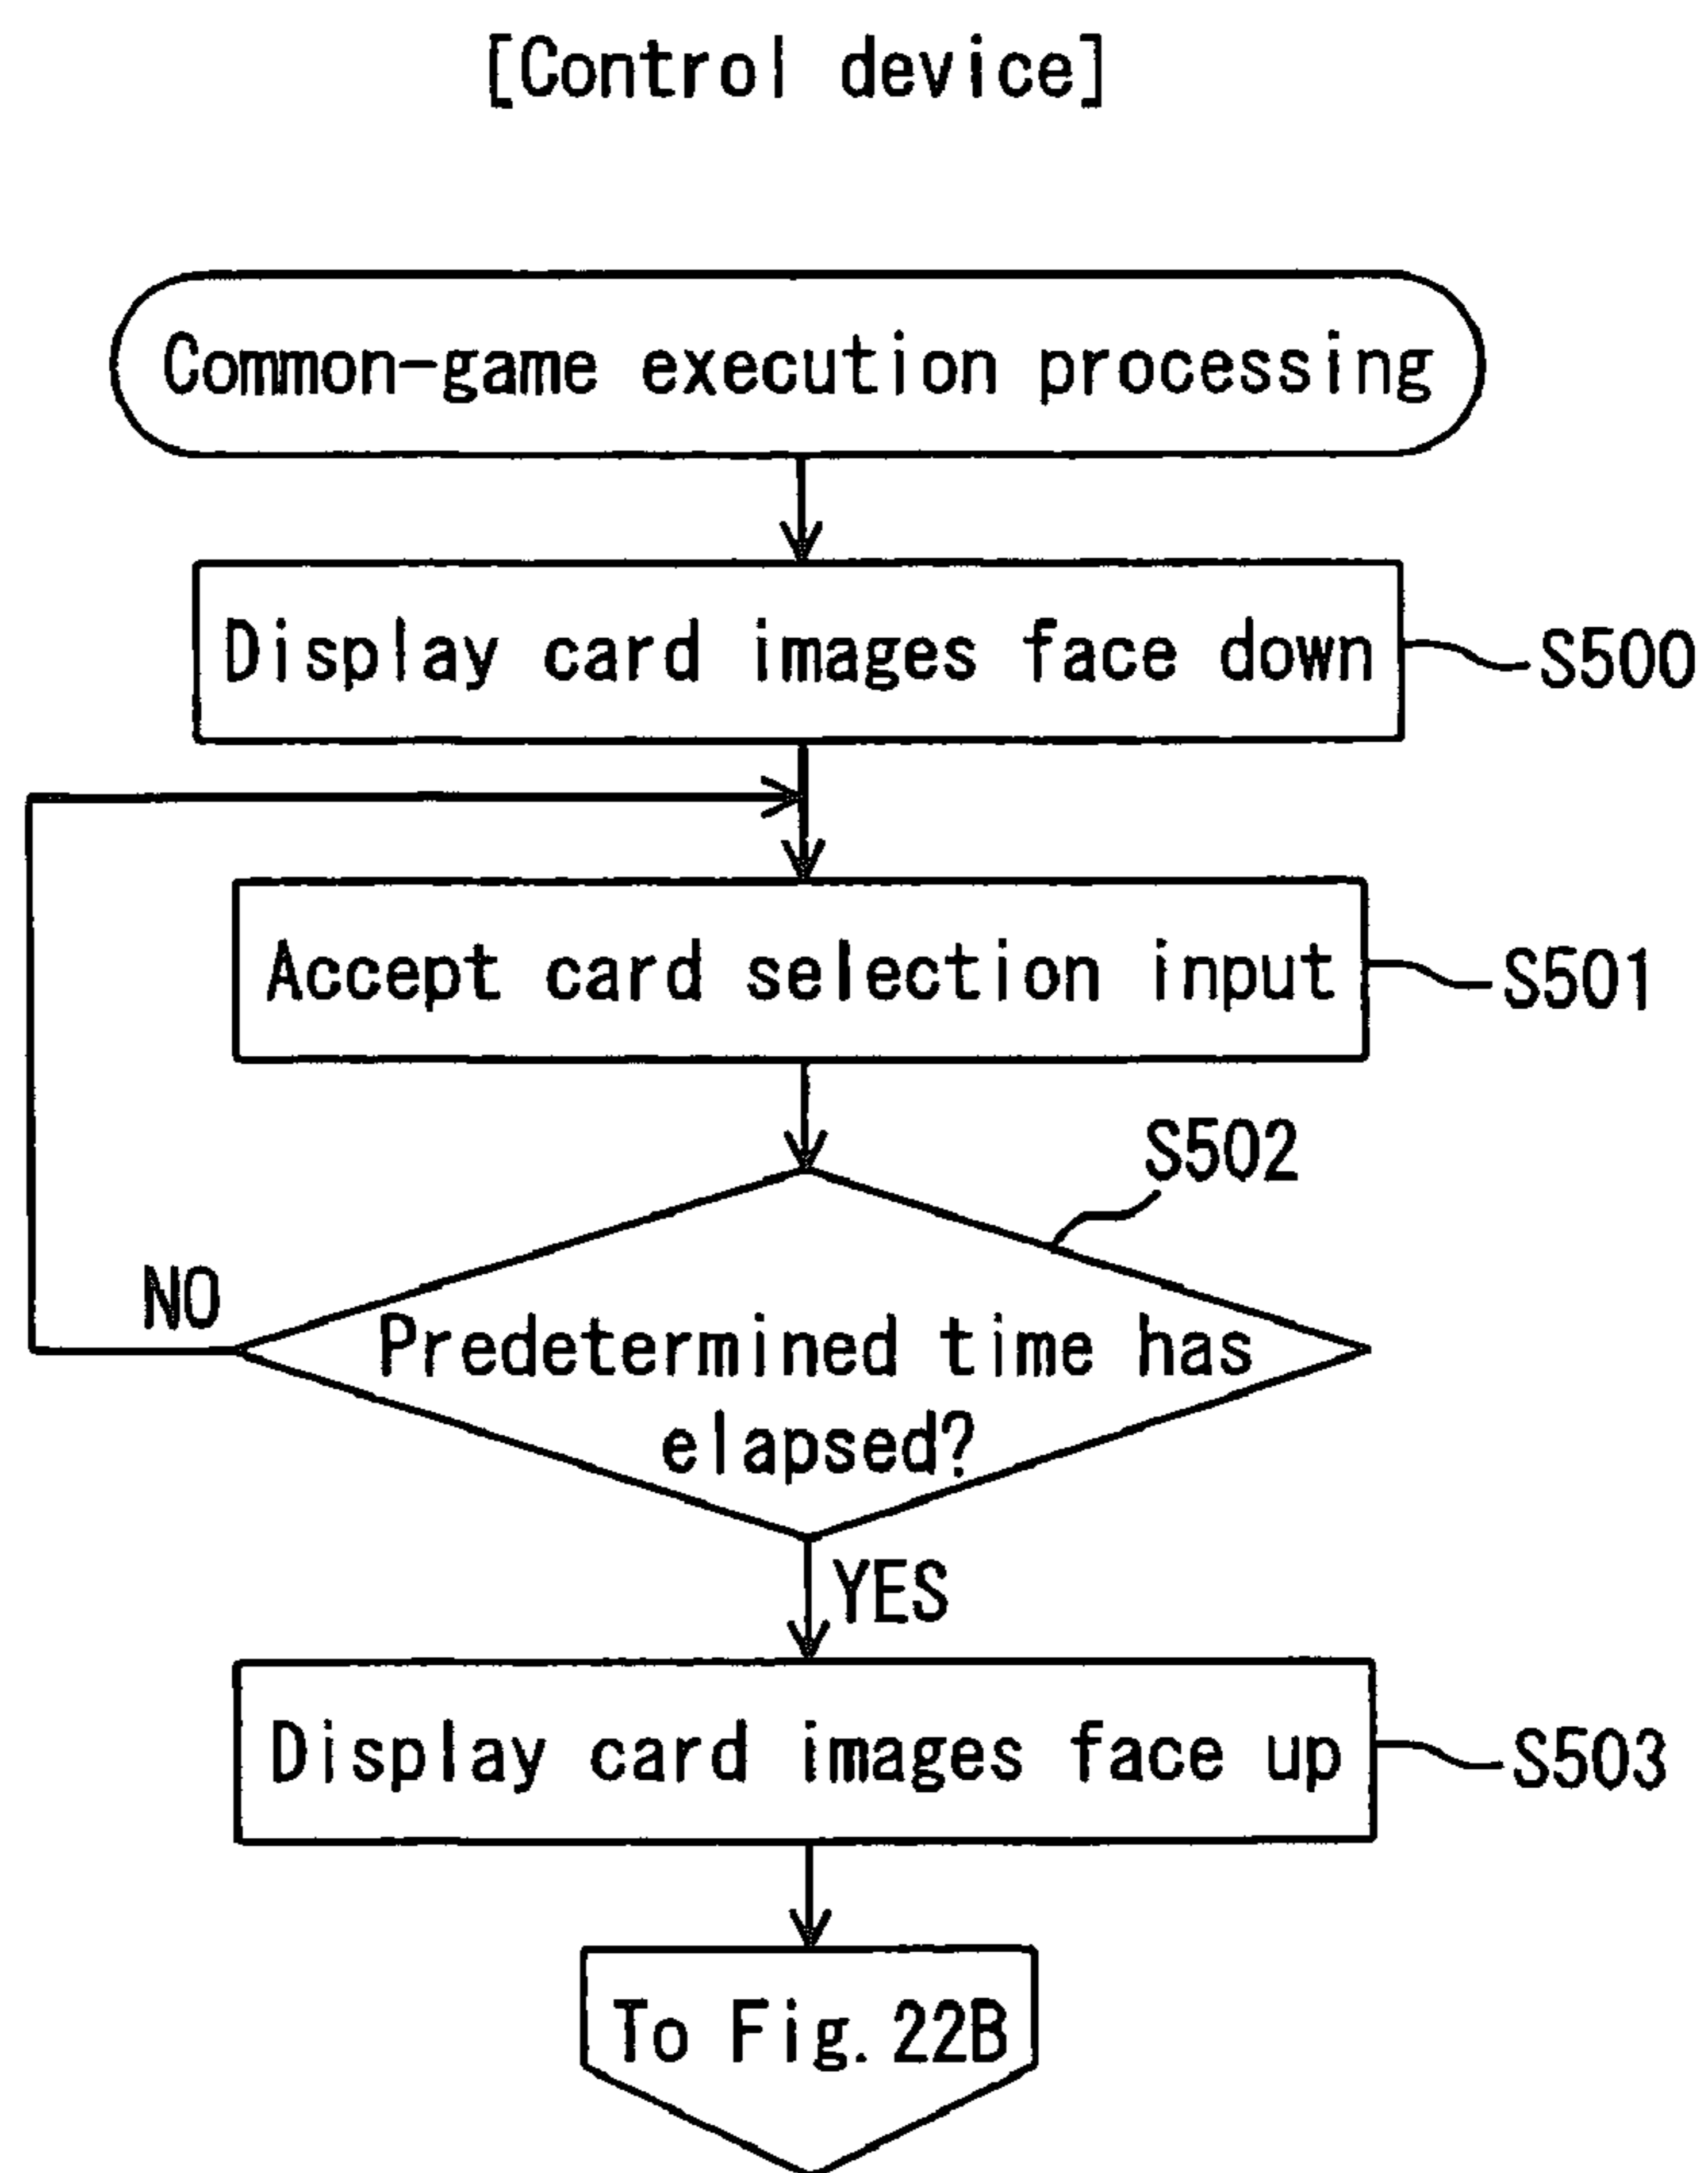 [Control device]
Common-game execution processing
Display card images face down
S500
Accept card selection input
S501
S502
NO
Predetermined time has
elapsed?
YES
Display card images face up
S503
To Fig. 22B